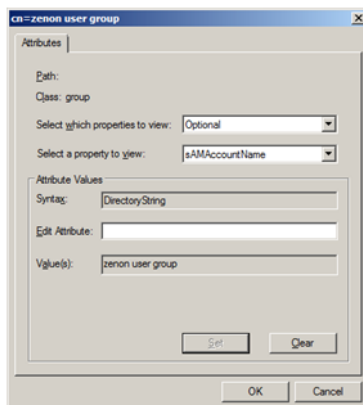 cn=zenon user group
Attributes
Path:
Class: group
Select which properties to view: Optional
Select a property to view: sAMAccountName
Attribute Values
Syntax: DirectoryString
Edit Attribute:
Value(s): zenon user group
Set Clear
OK Cancel